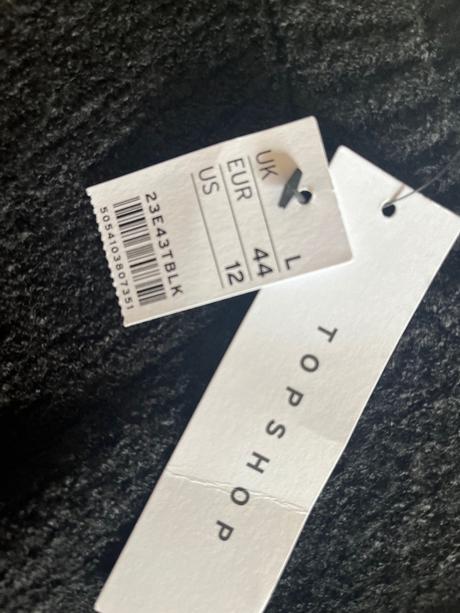 UK L
EUR 44
US 12
23E43TBLK
5054103807351
TOPSHOP